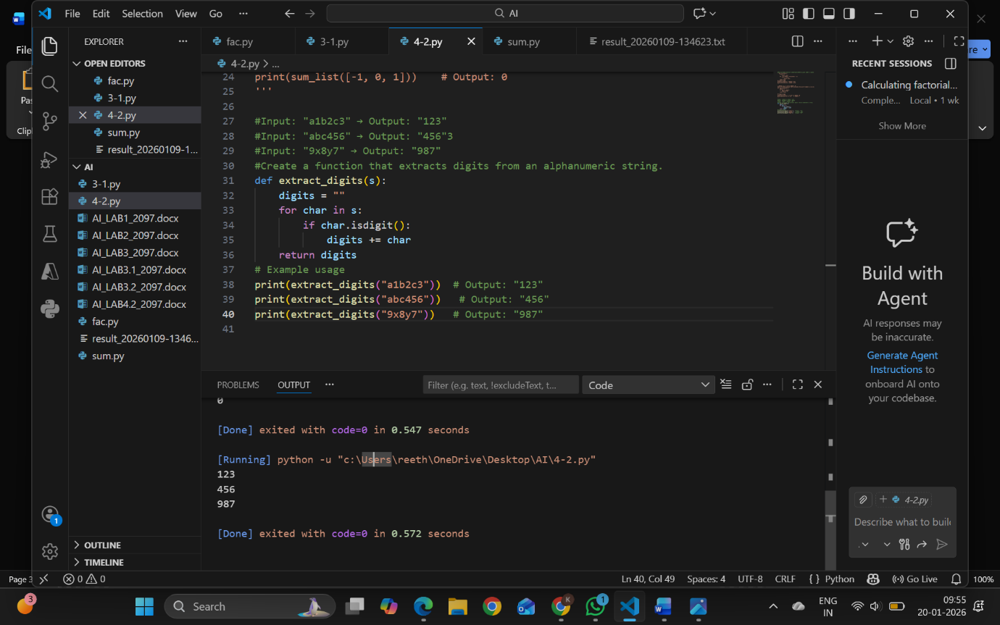 File Edit Selection View Go ··· AI
File
Pas
Clip
re
EXPLORER
OPEN EDITORS
fac.py
3-1.py
4-2.py
sum.py
result_20260109-1...
AI
3-1.py
4-2.py
AI_LAB1_2097.docx
AI_LAB2_2097.docx
AI_LAB3_2097.docx
AI_LAB3.1_2097.docx
AI_LAB3.2_2097.docx
AI_LAB4.2_2097.docx
fac.py
result_20260109-1346...
sum.py
OUTLINE
TIMELINE
1
fac.py 3-1.py 4-2.py sum.py result_20260109-134623.txt
4-2.py > ...
24 print(sum_list([-1, 0, 1])) # Output: 0
25 '''
26
27 #Input: "a1b2c3" → Output: "123"
28 #Input: "abc456" → Output: "456"3
29 #Input: "9x8y7" → Output: "987"
30 #Create a function that extracts digits from an alphanumeric string.
31 def extract_digits(s):
32 digits = ""
33 for char in s:
34 if char.isdigit():
35 digits += char
36 return digits
37 # Example usage
38 print(extract_digits("a1b2c3")) # Output: "123"
39 print(extract_digits("abc456")) # Output: "456"
40 print(extract_digits("9x8y7")) # Output: "987"
41
PROBLEMS OUTPUT ··· Filter (e.g. text, !excludeText, t... Code
0
[Done] exited with code=0 in 0.547 seconds
[Running] python -u "c:\Users\reeth\OneDrive\Desktop\AI\4-2.py"
123
456
987
[Done] exited with code=0 in 0.572 seconds
RECENT SESSIONS
Calculating factorial...
Comple... Local • 1 wk
Show More
Build with
Agent
AI responses may
be inaccurate.
Generate Agent
Instructions to
onboard AI onto
your codebase.
4-2.py
Describe what to buil
Page 3 0 0 Ln 40, Col 49 Spaces: 4 UTF-8 CRLF { } Python Go Live 100%
3 Search K 1 ENG
IN
09:55
20-01-2026